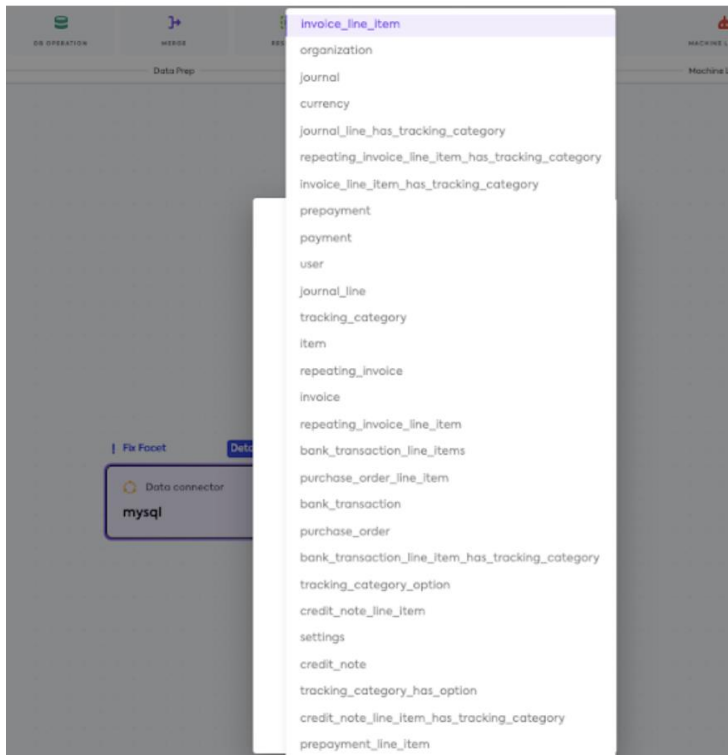 DB OPERATION
MERGE
Data Prep
MACHINE L
Machine L
invoice_line_item
organization
journal
currency
journal_line_has_tracking_category
repeating_invoice_line_item_has_tracking_category
invoice_line_item_has_tracking_category
prepayment
payment
user
journal_line
tracking_category
item
repeating_invoice
invoice
repeating_invoice_line_item
bank_transaction_line_items
purchase_order_line_item
bank_transaction
purchase_order
bank_transaction_line_item_has_tracking_category
tracking_category_option
credit_note_line_item
settings
credit_note
tracking_category_has_option
credit_note_line_item_has_tracking_category
prepayment_line_item
Fix Facet
Data connector
mysql